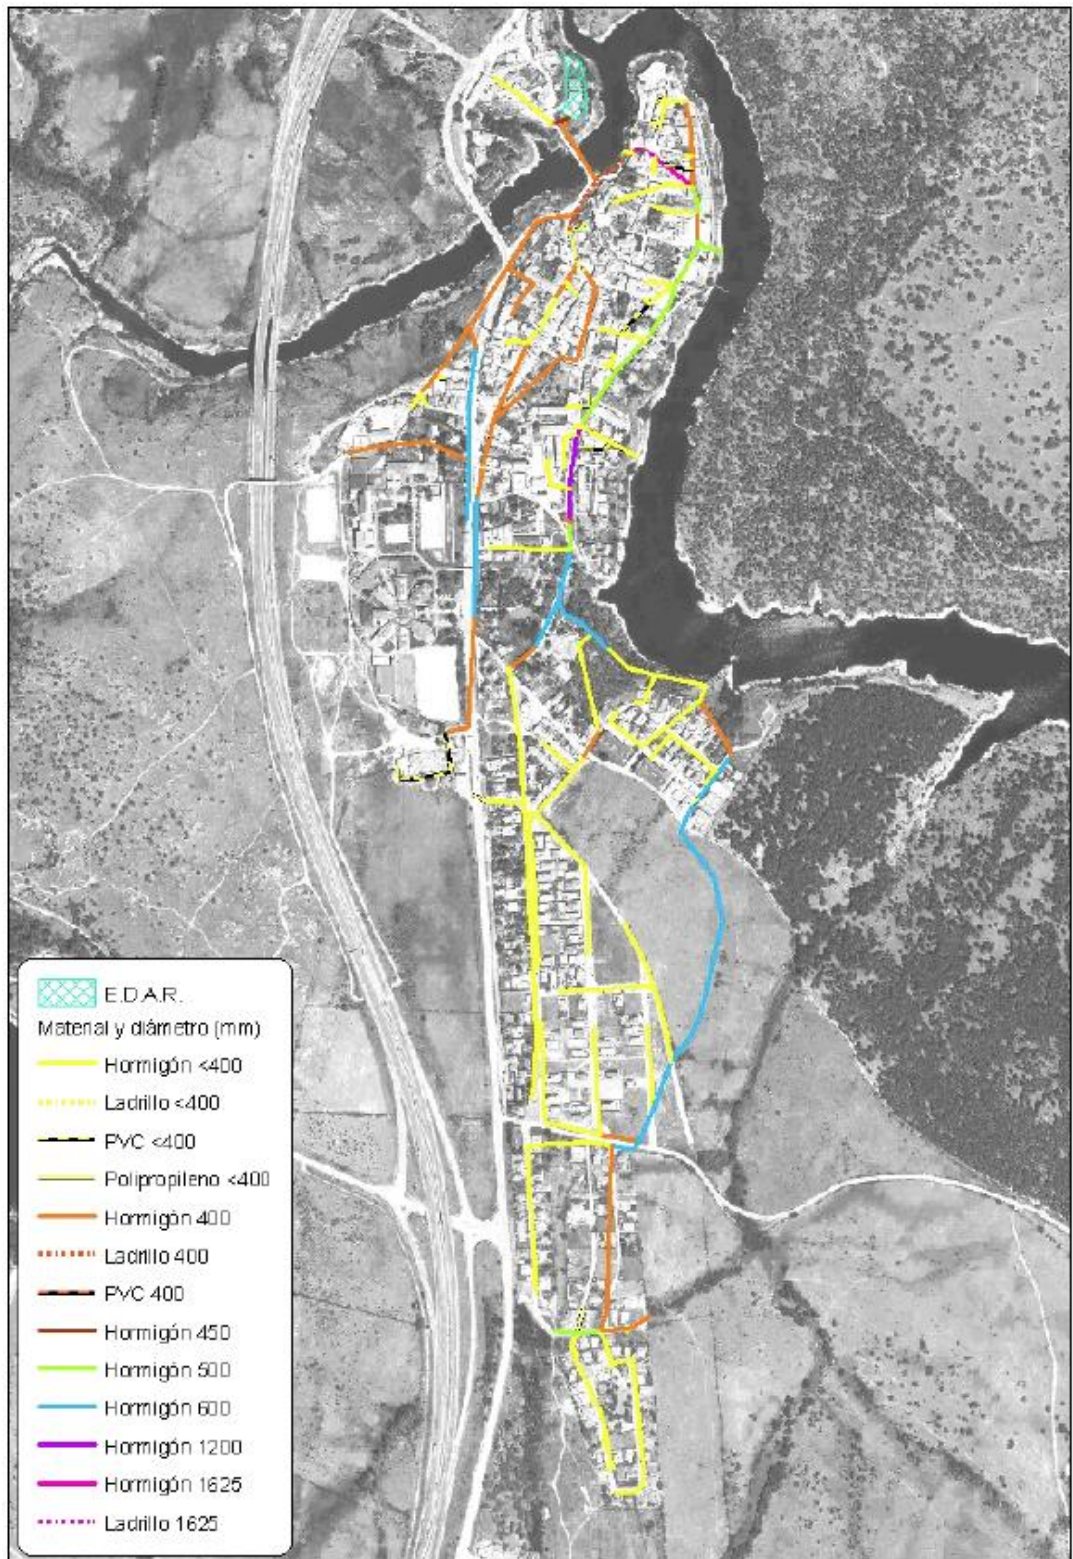 E.D.A.R.
Material y diámetro (mm)
Hormigón <400
Ladrillo <400
PVC <400
Polipropileno <400
Hormigón 400
Ladrillo 400
PVC 400
Hormigón 450
Hormigón 500
Hormigón 600
Hormigón 1200
Hormigón 1625
Ladrillo 1625